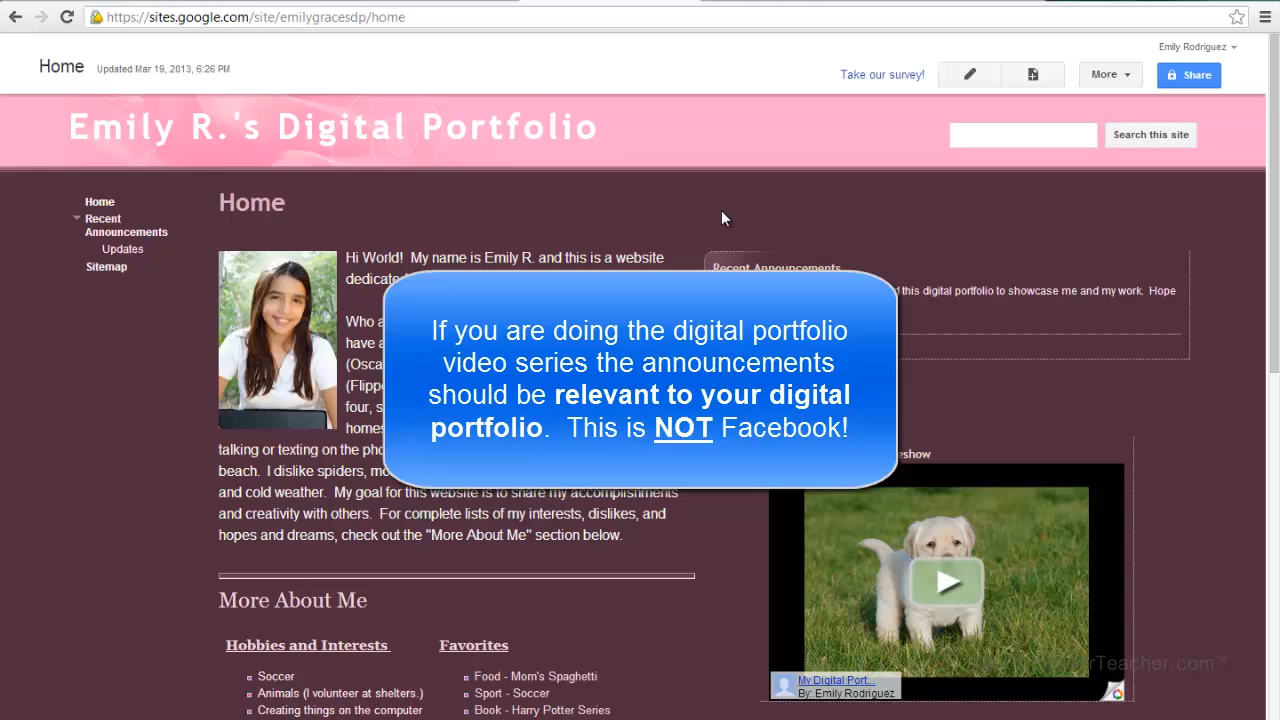 https://sites.google.com/site/emilygracesdp/home
Emily Rodriguez
Home Updated Mar 19, 2013, 6:26 PM
Take our survey! More Share
Emily R.'s Digital Portfolio
Search this site
Home
Recent
Announcements
Updates
Sitemap
Home
Hi World! My name is Emily R. and this is a website
dedicated
Who a
have a
(Oscar
(Flippe
four, s
homes
talking or texting on the pho
beach. I dislike spiders, mo
and cold weather. My goal for this website is to share my accomplishments
and creativity with others. For complete lists of my interests, dislikes, and
hopes and dreams, check out the "More About Me" section below.
Recent Announcements
this digital portfolio to showcase me and my work. Hope
If you are doing the digital portfolio
video series the announcements
should be relevant to your digital
portfolio. This is NOT Facebook!
eshow
My Digital Port...
By: Emily Rodriguez
More About Me
Hobbies and Interests
Soccer
Animals (I volunteer at shelters.)
Creating things on the computer
Favorites
Food - Mom's Spaghetti
Sport - Soccer
Book - Harry Potter Series